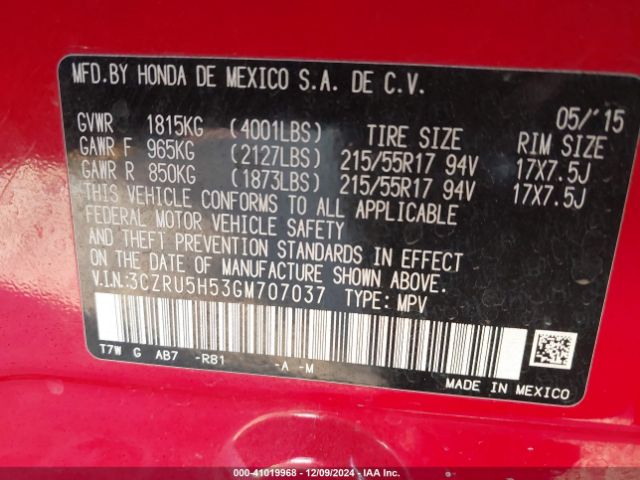 MFD.BY HONDA DE MEXICO S.A. DE C.V.
05/'15
GVWR 1815KG (4001LBS) TIRE SIZE RIM SIZE
GAWR F 965KG (2127LBS) 215/55R17 94V 17X7.5J
GAWR R 850KG (1873LBS) 215/55R17 94V 17X7.5J
THIS VEHICLE CONFORMS TO ALL APPLICABLE
FEDERAL MOTOR VEHICLE SAFETY
AND THEFT PREVENTION STANDARDS IN EFFECT
ON THE DATE OF MANUFACTURE SHOWN ABOVE.
V.I.N:3CZRU5H53GM707037 TYPE: MPV
T7W G AB7 -R81 -A -M
MADE IN MEXICO
000-41019968 - 12/09/2024 - IAAI.COM